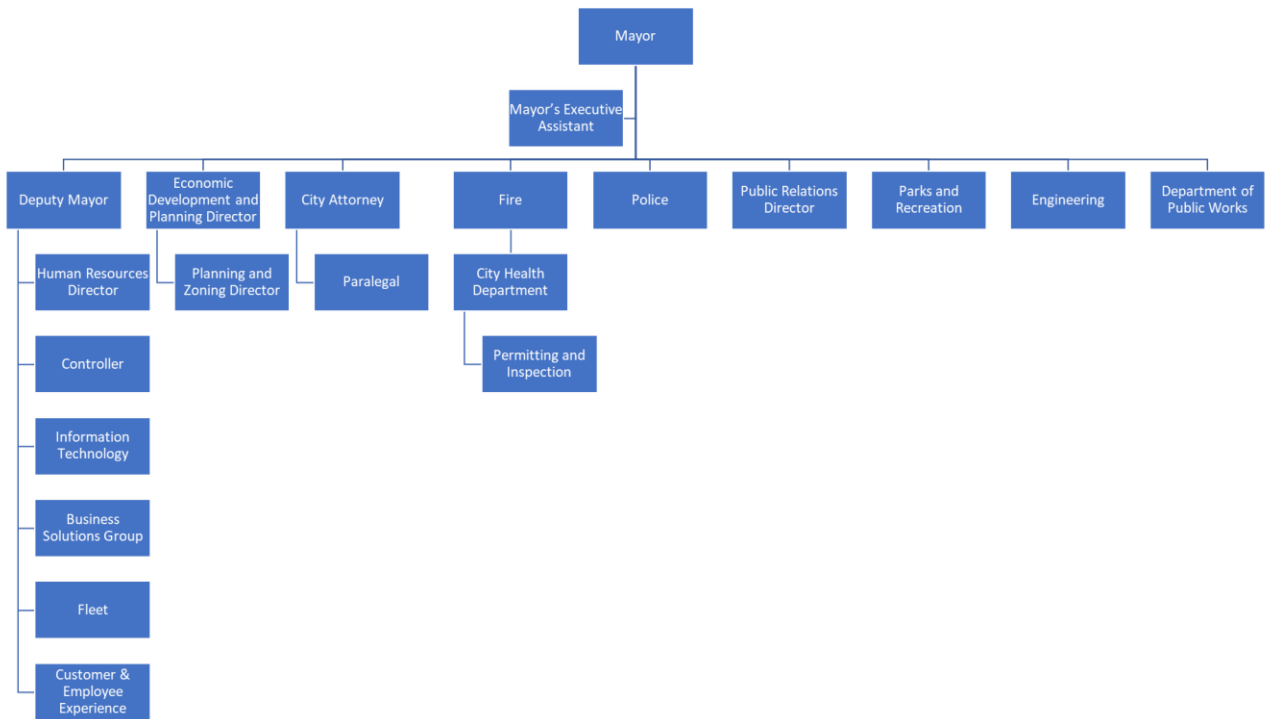 Mayor
Mayor's Executive
Assistant
Deputy Mayor
Economic
Development and
Planning Director
City Attorney
Fire
Police
Public Relations
Director
Parks and
Recreation
Engineering
Department of
Public Works
Human Resources
Director
Planning and
Zoning Director
Paralegal
City Health
Department
Controller
Permitting and
Inspection
Information
Technology
Business
Solutions Group
Fleet
Customer &
Employee
Experience